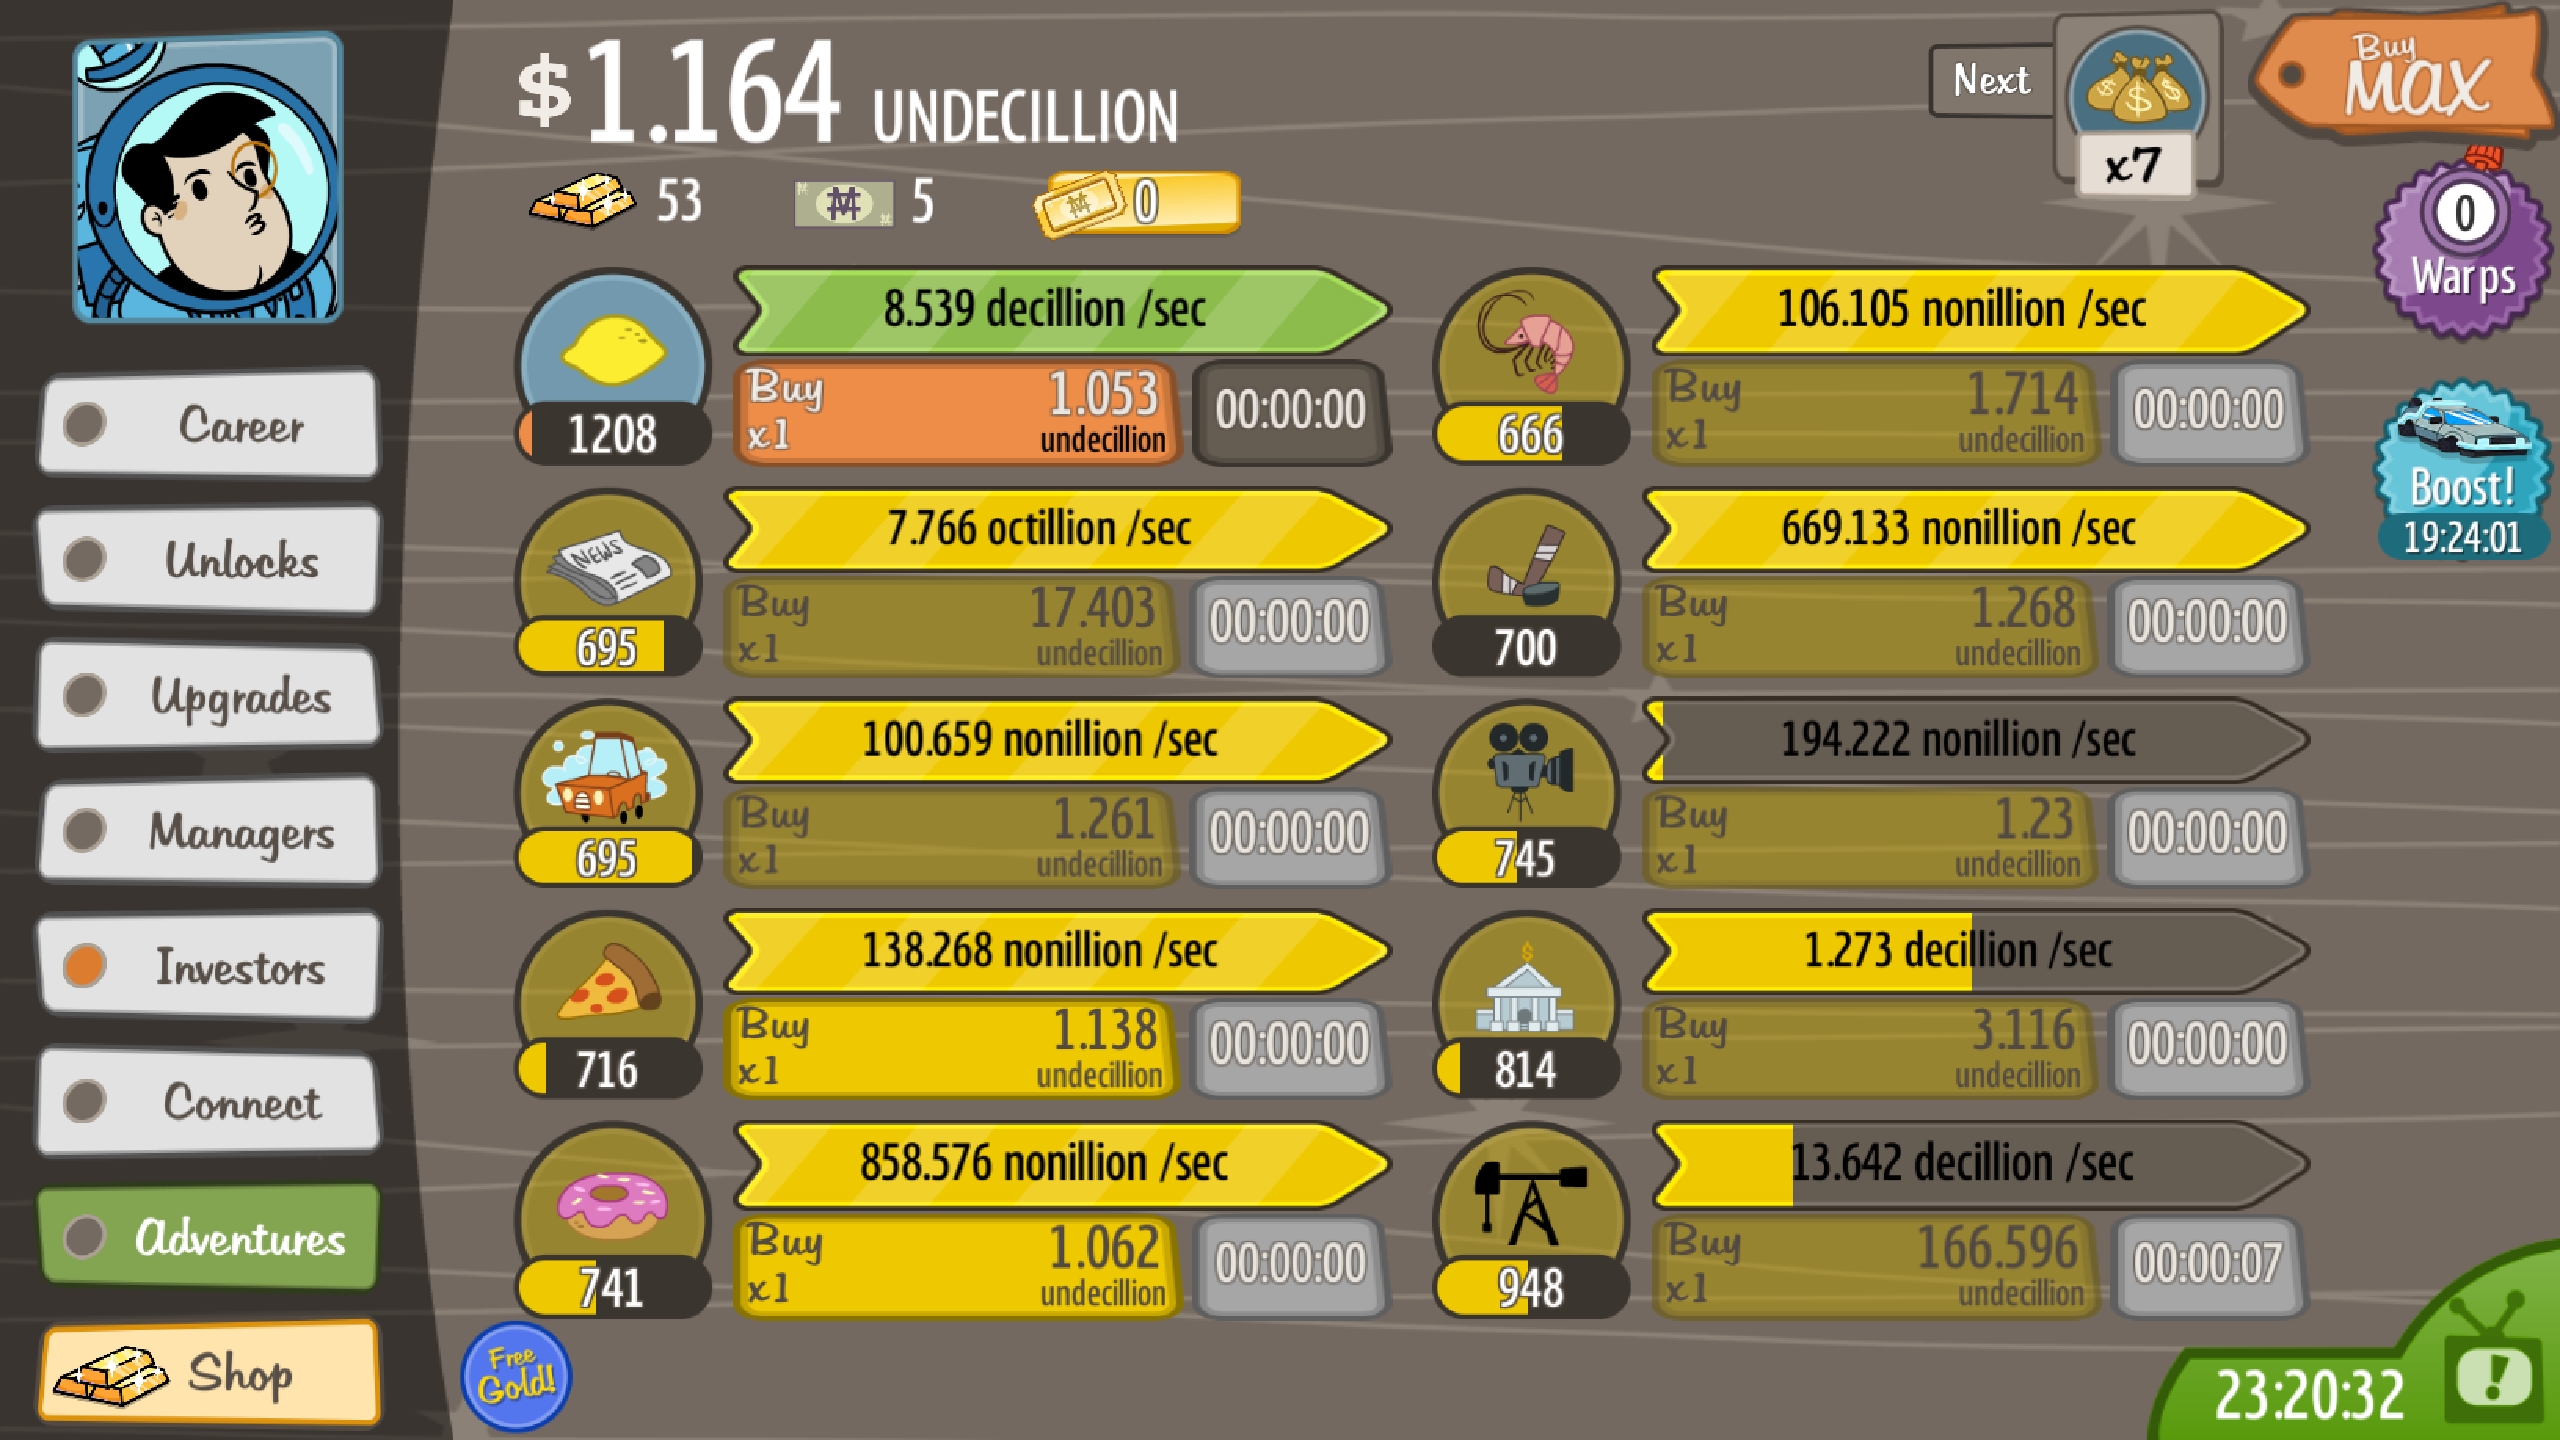 $1.164 UNDECILLION
Next
x7
Buy
MAX
53
5
0
0
Warps
Boost!
19:24:01
Career
Unlocks
Upgrades
Managers
Investors
Connect
Adventures
Shop
8.539 decillion /sec
1208
Buy
x1
1.053
undecillion
00:00:00
106.105 nonillion /sec
666
Buy
x1
1.714
undecillion
00:00:00
NEWS
7.766 octillion /sec
695
Buy
x1
17.403
undecillion
00:00:00
669.133 nonillion /sec
700
Buy
x1
1.268
undecillion
00:00:00
100.659 nonillion /sec
695
Buy
x1
1.261
undecillion
00:00:00
194.222 nonillion /sec
745
Buy
x1
1.23
undecillion
00:00:00
138.268 nonillion /sec
716
Buy
x1
1.138
undecillion
00:00:00
1.273 decillion /sec
814
Buy
x1
3.116
undecillion
00:00:00
858.576 nonillion /sec
741
Buy
x1
1.062
undecillion
00:00:00
13.642 decillion /sec
948
Buy
x1
166.596
undecillion
00:00:07
Free
Gold!
23:20:32